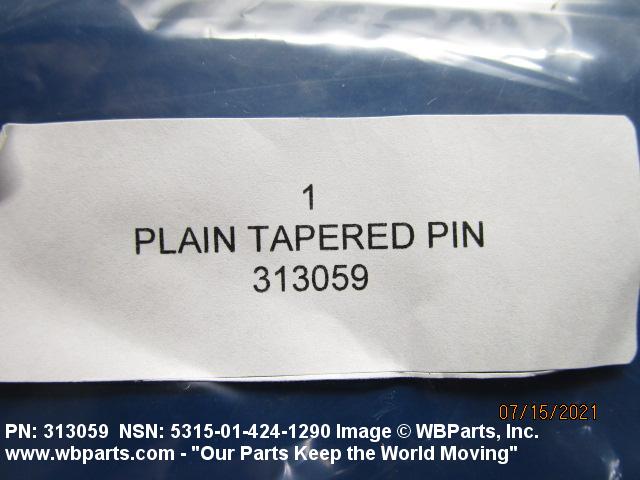 1
PLAIN TAPERED PIN
313059
07/15/2021
PN: 313059 NSN: 5315-01-424-1290 Image © WBParts, Inc.
www.wbparts.com - "Our Parts Keep the World Moving"